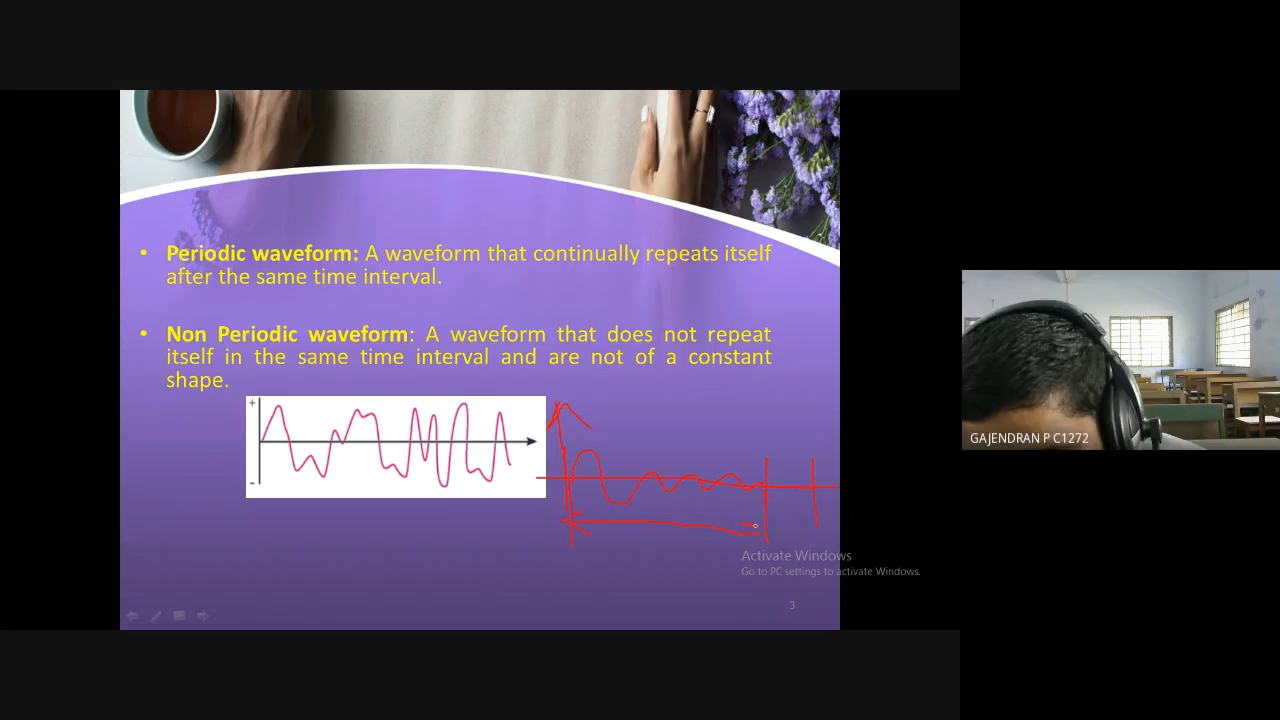 • Periodic waveform: A waveform that continually repeats itself
after the same time interval.
• Non Periodic waveform: A waveform that does not repeat
itself in the same time interval and are not of a constant
shape.
+
-
GAJENDRAN P C1272
Activate Windows
Go to PC settings to activate Windows.
3